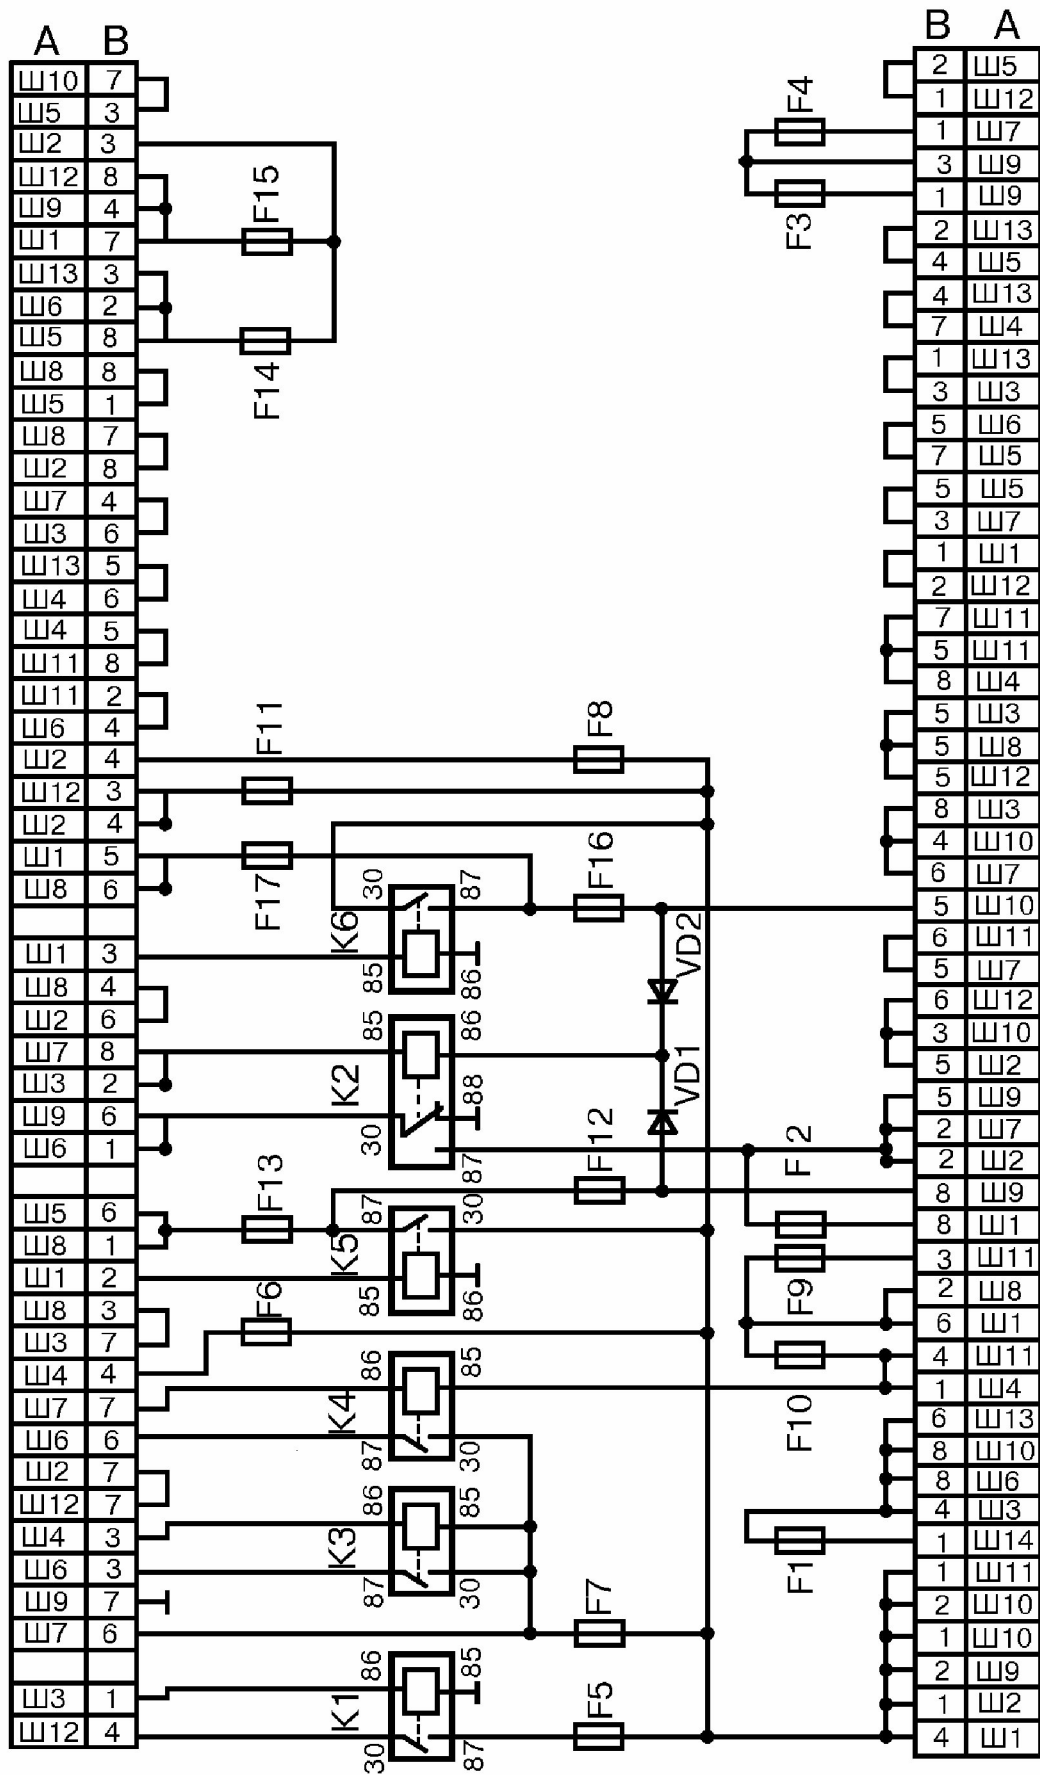 A B
Ш10 7
Ш5 3
Ш2 3
Ш12 8
Ш9 4
Ш1 7
Ш13 3
Ш6 2
Ш5 8
Ш8 8
Ш5 1
Ш8 7
Ш2 8
Ш7 4
Ш3 6
Ш13 5
Ш4 6
Ш4 5
Ш11 8
Ш11 2
Ш6 4
Ш2 4
Ш12 3
Ш2 4
Ш1 5
Ш8 6
Ш1 3
Ш8 4
Ш2 6
Ш7 8
Ш3 2
Ш9 6
Ш6 1
Ш5 6
Ш8 1
Ш1 2
Ш8 3
Ш3 7
Ш4 4
Ш7 7
Ш6 6
Ш2 7
Ш12 7
Ш4 3
Ш6 3
Ш9 7
Ш7 6
Ш3 1
Ш12 4
F15
F14
F11
F8
F17
F16
K6
30
87
85
86
VD2
K2
85
86
88
30
87
VD1
F12
F13
K5
87
30
85
86
F6
K4
86
85
87
30
K3
86
85
87
30
F7
K1
86
85
30
87
F5
F4
F3
F 2
F9
F10
F1
B A
2 Ш5
1 Ш12
1 Ш7
3 Ш9
1 Ш9
2 Ш13
4 Ш5
4 Ш13
7 Ш4
1 Ш13
3 Ш3
5 Ш6
7 Ш5
5 Ш5
3 Ш7
1 Ш1
2 Ш12
7 Ш11
5 Ш11
8 Ш4
5 Ш3
5 Ш8
5 Ш12
8 Ш3
4 Ш10
6 Ш7
5 Ш10
6 Ш11
5 Ш7
6 Ш12
3 Ш10
5 Ш2
5 Ш9
2 Ш7
2 Ш2
8 Ш9
8 Ш1
3 Ш11
2 Ш8
6 Ш1
4 Ш11
1 Ш4
6 Ш13
8 Ш10
8 Ш6
4 Ш3
1 Ш14
1 Ш11
2 Ш10
1 Ш10
2 Ш9
1 Ш2
4 Ш1